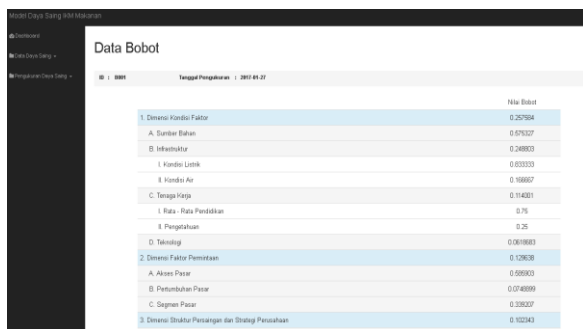 Model Daya Saing IKM Makanan
Dashboard
Data Daya Saing
Pengukuran Daya Saing
Data Bobot
ID : B001 Tanggal Pengukuran : 2017-01-27
Nilai Bobot
1. Dimensi Kondisi Faktor 0.257584
A. Sumber Bahan 0.575327
B. Infrastruktur 0.248803
I. Kondisi Listrik 0.833333
II. Kondisi Air 0.166667
C. Tenaga Kerja 0.114001
I. Rata - Rata Pendidikan 0.75
II. Pengetahuan 0.25
D. Teknologi 0.0618683
2. Dimensi Faktor Permintaan 0.129638
A. Akses Pasar 0.585903
B. Pertumbuhan Pasar 0.0748899
C. Segmen Pasar 0.339207
3. Dimensi Struktur Persaingan dan Strategi Perusahaan 0.102343